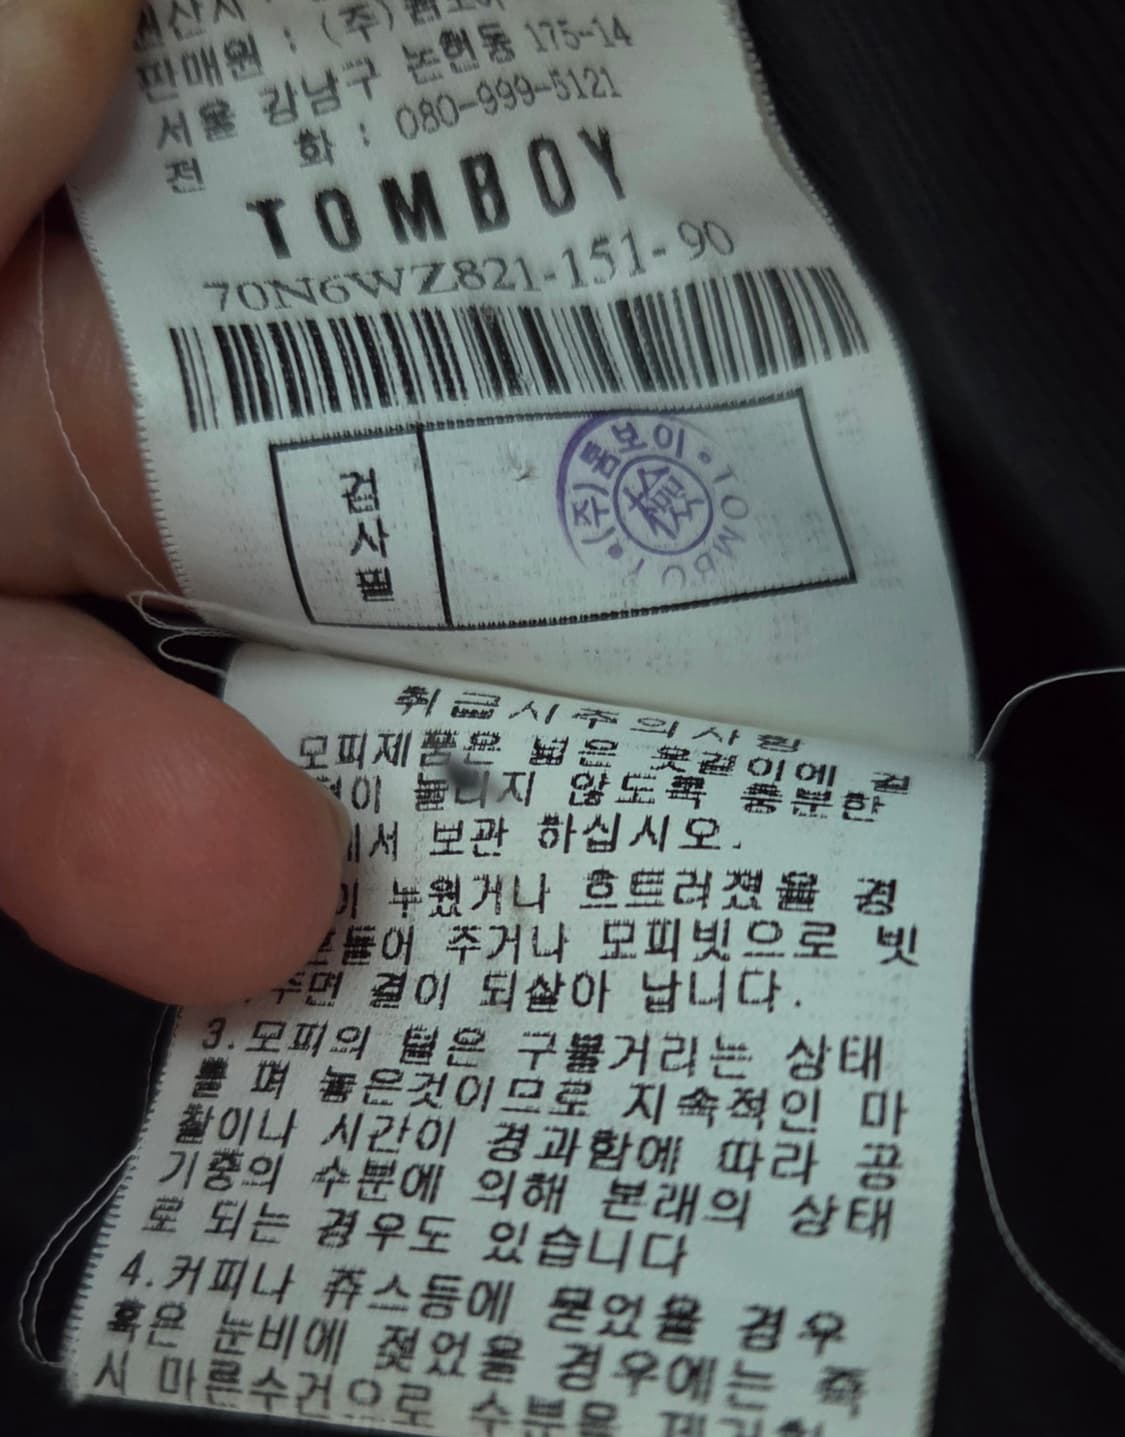 판매원 : (주)톰보이
서울 강남구 논현동 175-14
전 화 : 080-999-5121
TOMBOY
70N6WZ821-151-90
검사필
(주)톰보이 • TOMBOY •
檢
취급시주의사항
모피제품은 넓은 옷걸이에 걸
이 눌리지 않도록 충분한
에서 보관 하십시오.
이 누웠거나 흐트러졌을 경
흔들어 주거나 모피빗으로 빗
주면 결이 되살아 납니다.
3.모피의 털은 구불거리는 상태
를 펴 놓은것이므로 지속적인 마
찰이나 시간이 경과함에 따라 공
기중의 수분에 의해 본래의 상태
로 되는 경우도 있습니다
4.커피나 쥬스등에 묻었을 경우
혹은 눈비에 젖었을 경우에는 즉
시 마른수건으로 수분을